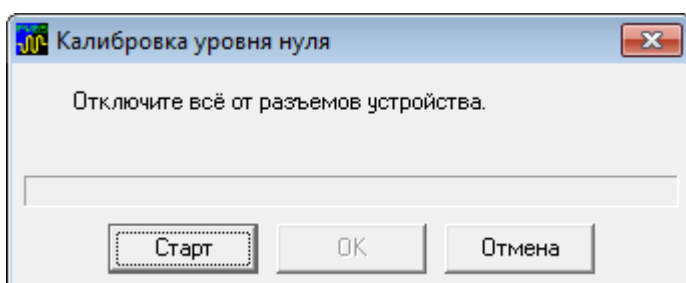 Калибровка уровня нуля
Отключите всё от разъемов устройства.
Старт
OK
Отмена